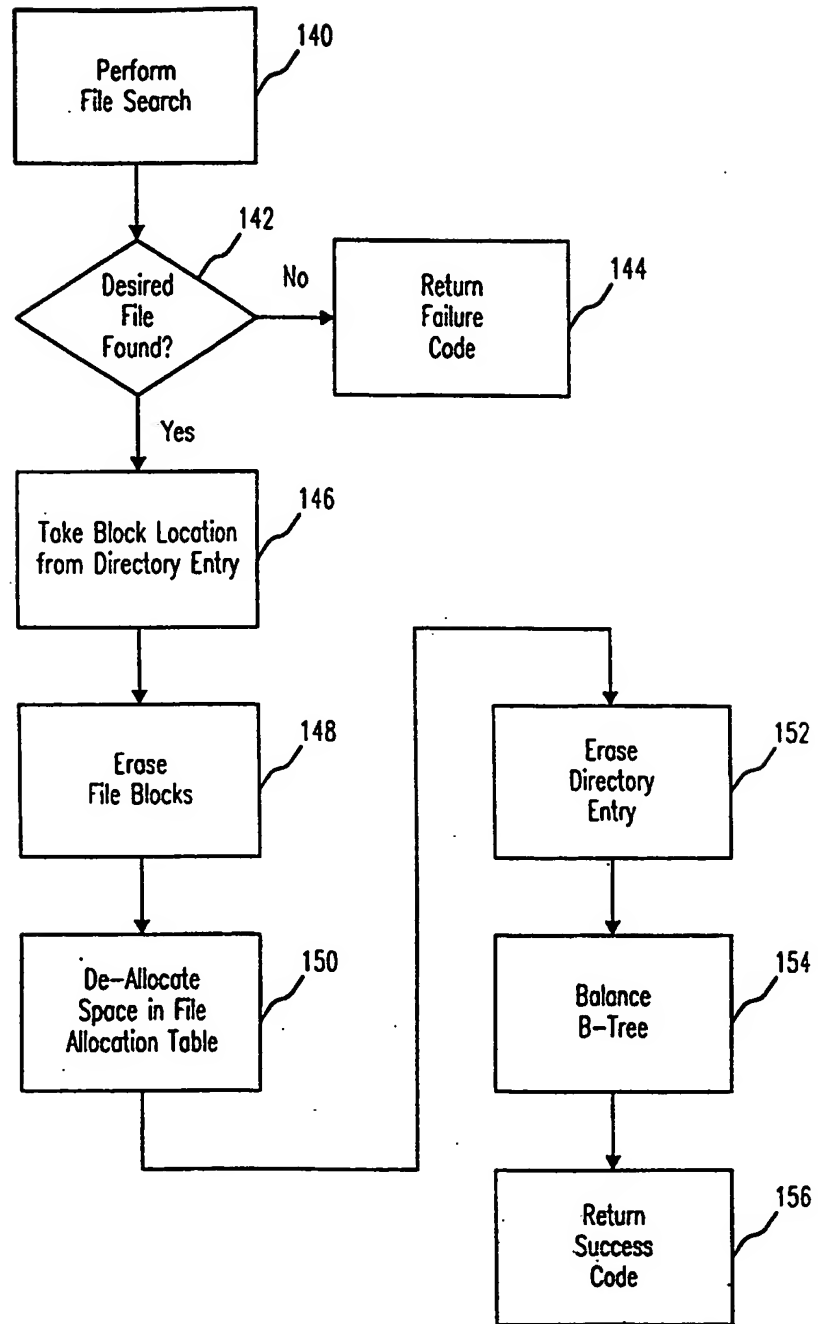 Perform
File Search
140
Desired
File
Found?
142
No
Return
Failure
Code
144
Yes
Take Block Location
from Directory Entry
146
Erase
File Blocks
148
De-Allocate
Space in File
Allocation Table
150
Erase
Directory
Entry
152
Balance
B-Tree
154
Return
Success
Code
156